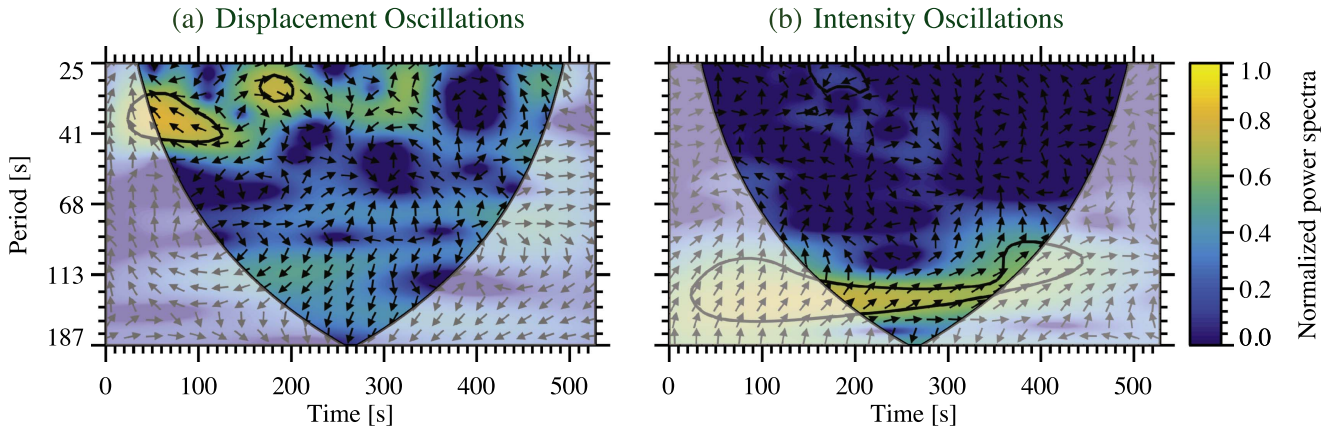 (a) Displacement Oscillations
(b) Intensity Oscillations
25
41
68
113
187
Period [s]
0 100 200 300 400 500
Time [s]
0 100 200 300 400 500
Time [s]
1.0
0.8
0.6
0.4
0.2
0.0
Normalized power spectra